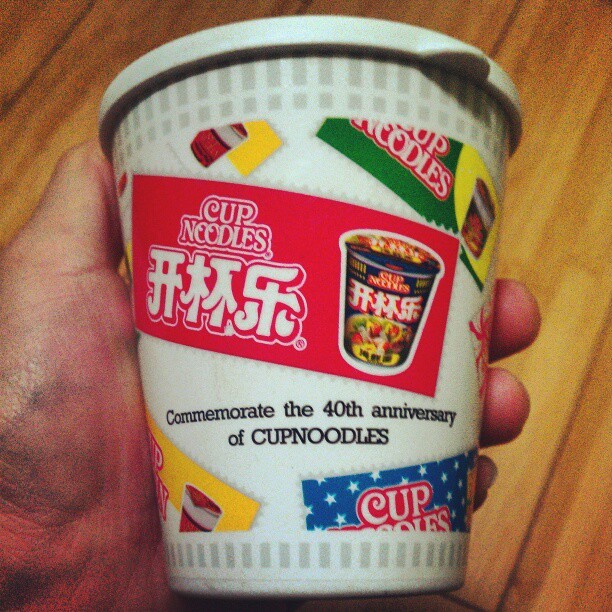 CUP
NOODLES
CUP
NOODLES®
开杯乐®
CUP
NOODLES
开杯乐
Commemorate the 40th anniversary
of CUPNOODLES
CUP
NOODLES